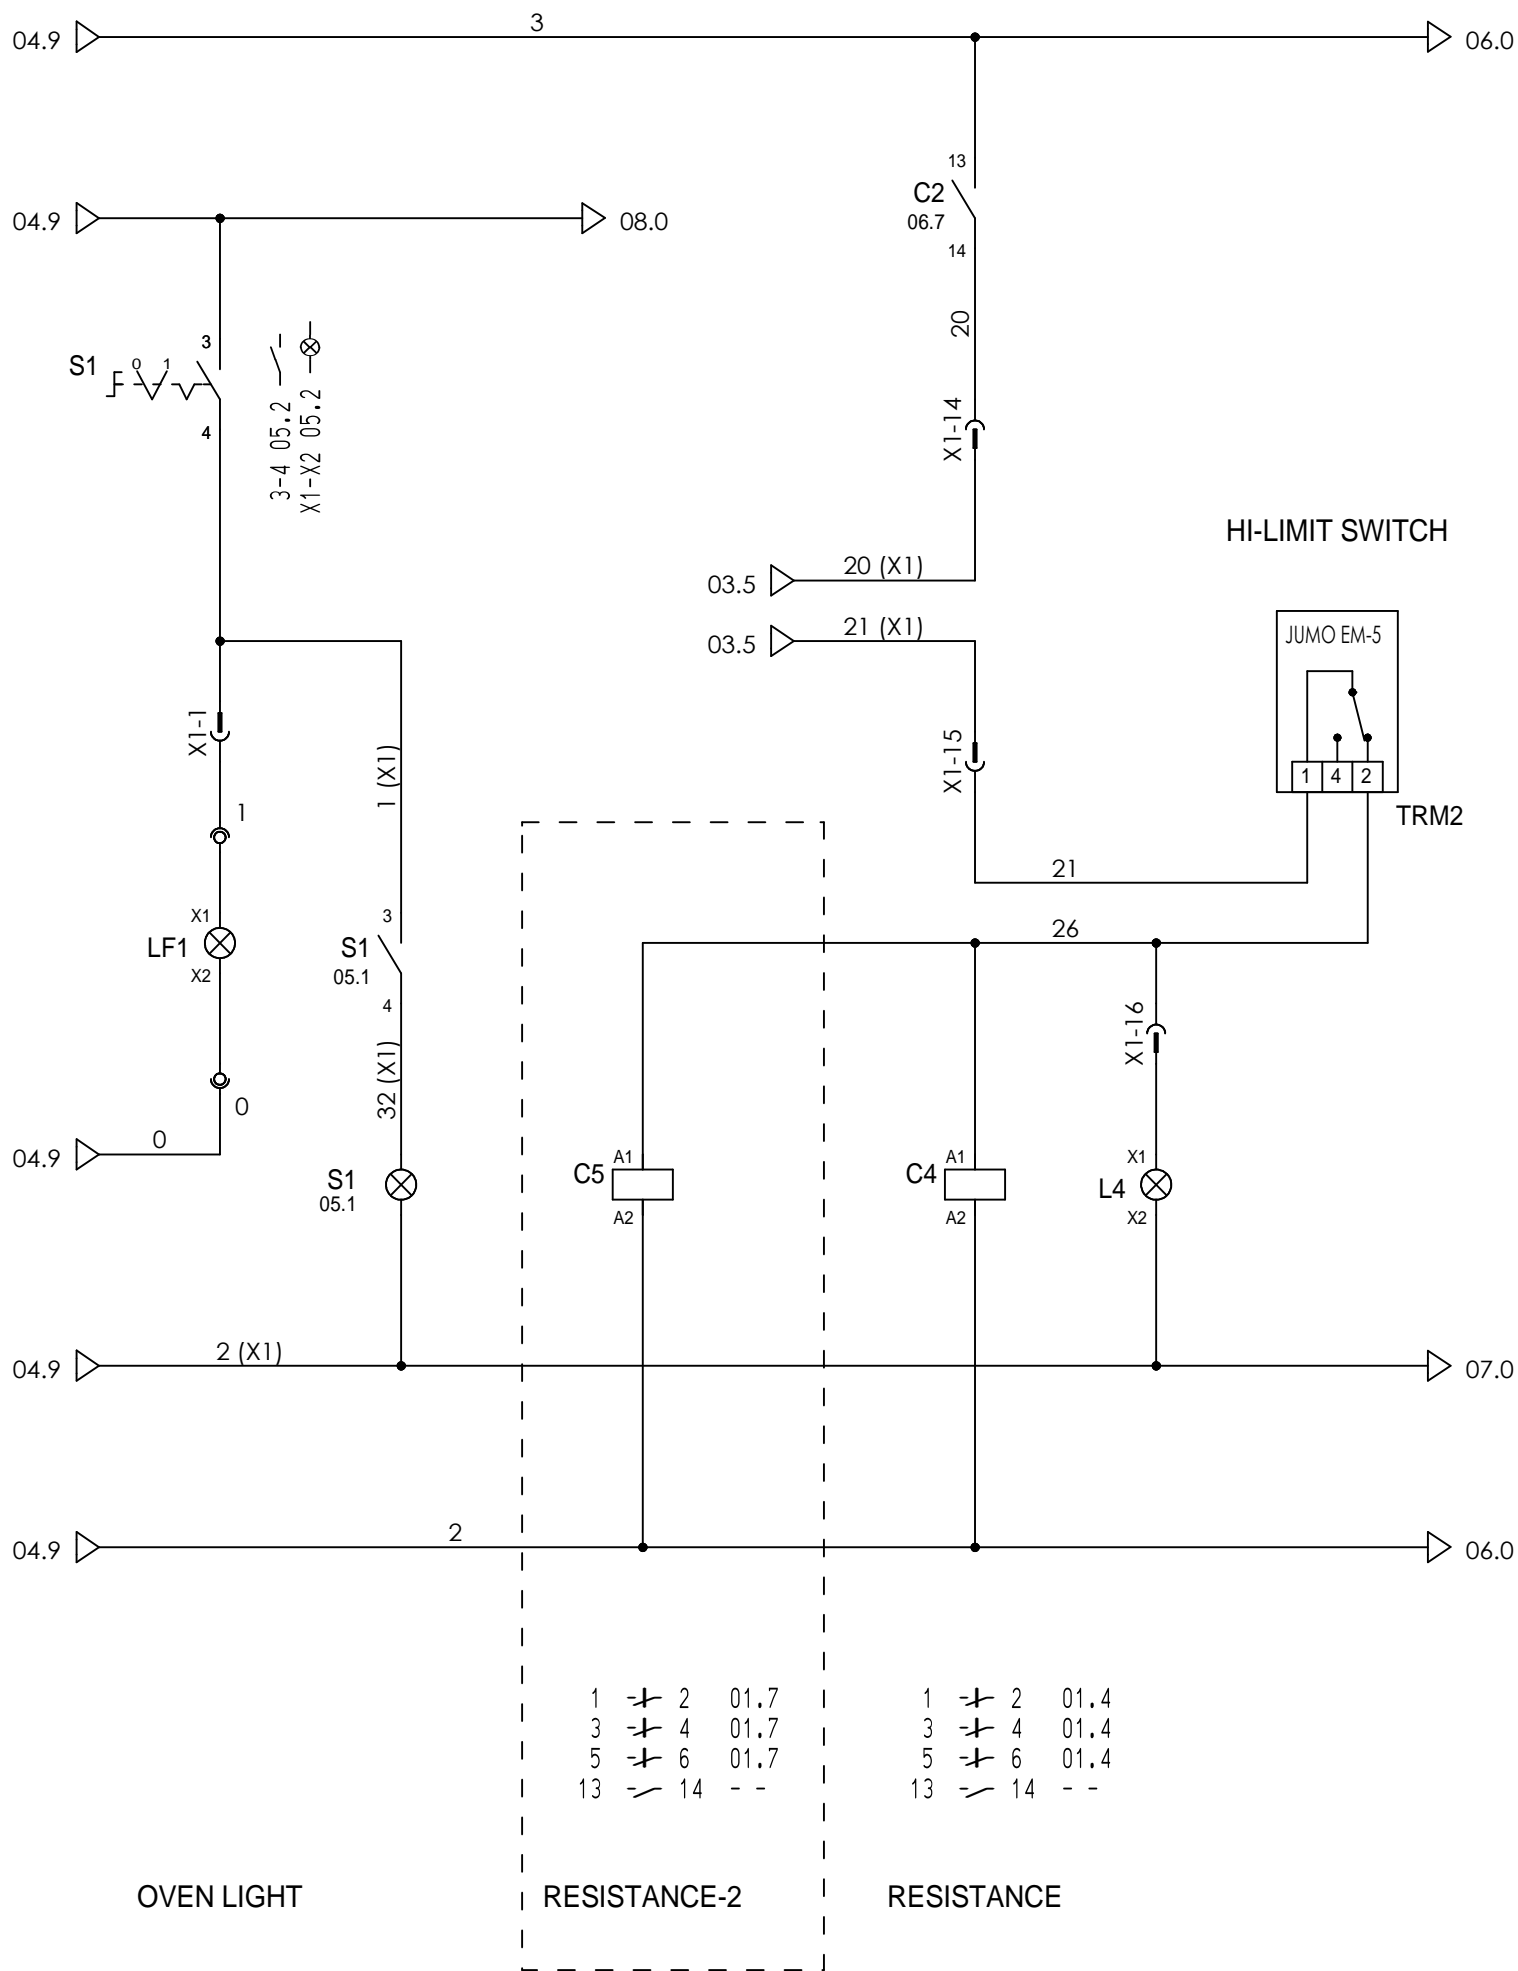 3
04.9
06.0
13
C2
06.7
14
04.9
08.0
20
3
S1
0 1
4
3-4 05.2
X1-X2 05.2
X1-14
HI-LIMIT SWITCH
20 (X1)
03.5
21 (X1)
03.5
JUMO EM-5
1 4 2
TRM2
X1-1
1 (X1)
X1-15
1
21
X1
LF1
X2
3
S1
05.1
4
26
X1-16
32 (X1)
0
0
04.9
S1
05.1
A1
C5
A2
A1
C4
A2
X1
L4
X2
2 (X1)
04.9
07.0
2
04.9
06.0
1 2 01.7
3 4 01.7
5 6 01.7
13 14 - -
1 2 01.4
3 4 01.4
5 6 01.4
13 14 - -
OVEN LIGHT
RESISTANCE-2
RESISTANCE